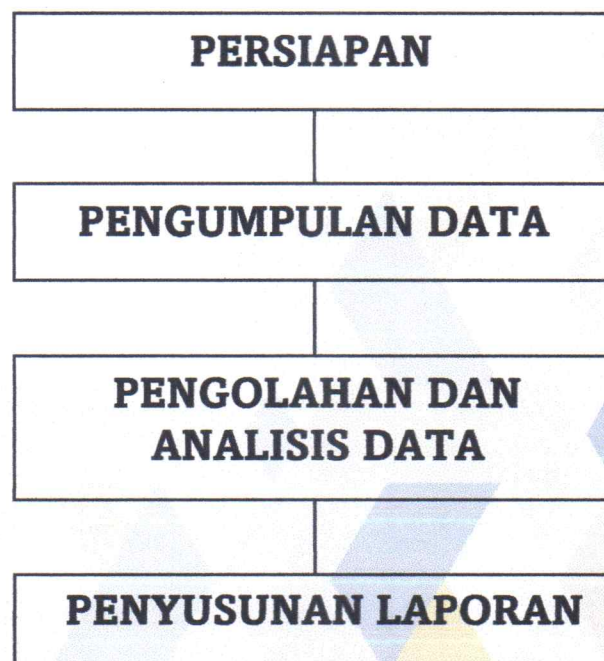 PERSIAPAN
PENGUMPULAN DATA
PENGOLAHAN DAN
ANALISIS DATA
PENYUSUNAN LAPORAN